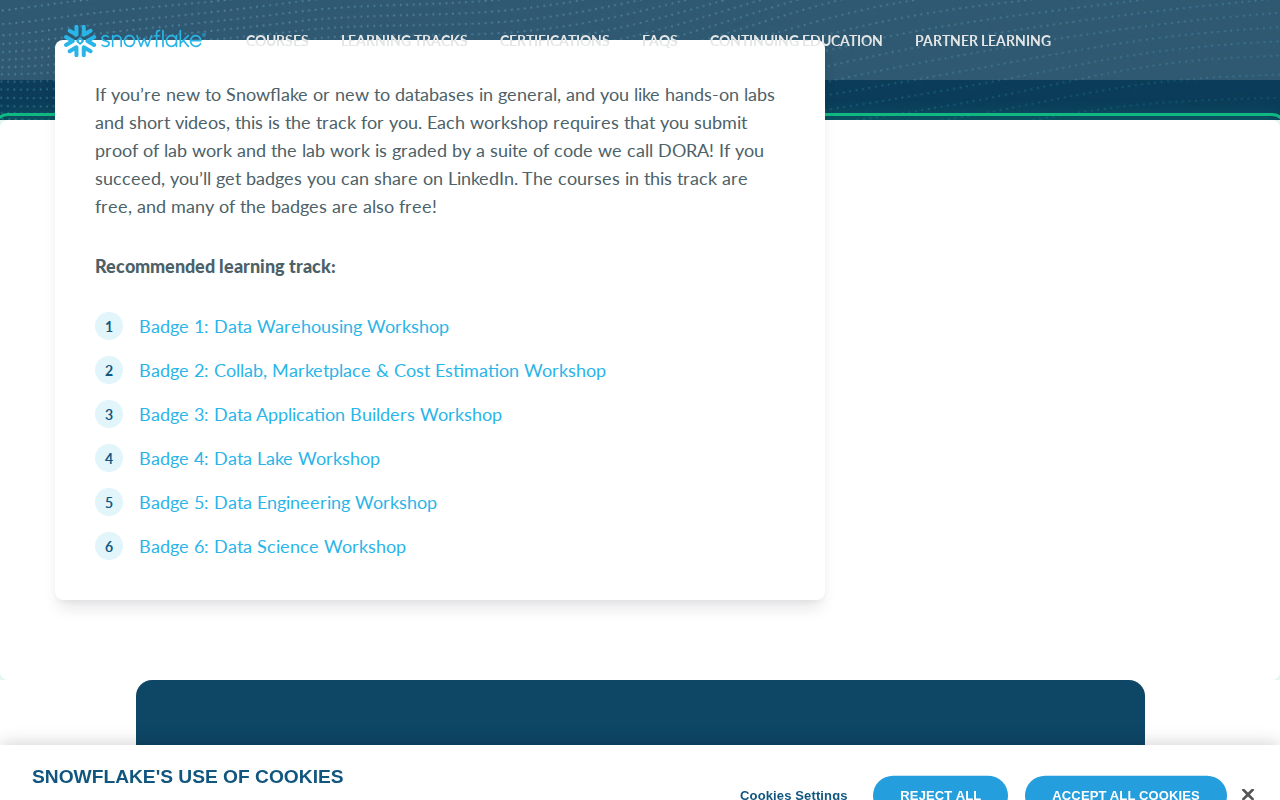 snowflake
COURSES
LEARNING TRACKS
CERTIFICATIONS
FAQS
CONTINUING EDUCATION
PARTNER LEARNING
If you’re new to Snowflake or new to databases in general, and you like hands-on labs
and short videos, this is the track for you. Each workshop requires that you submit
proof of lab work and the lab work is graded by a suite of code we call DORA! If you
succeed, you’ll get badges you can share on LinkedIn. The courses in this track are
free, and many of the badges are also free!
Recommended learning track:
1 Badge 1: Data Warehousing Workshop
2 Badge 2: Collab, Marketplace & Cost Estimation Workshop
3 Badge 3: Data Application Builders Workshop
4 Badge 4: Data Lake Workshop
5 Badge 5: Data Engineering Workshop
6 Badge 6: Data Science Workshop
SNOWFLAKE'S USE OF COOKIES
Cookies Settings
REJECT ALL
ACCEPT ALL COOKIES